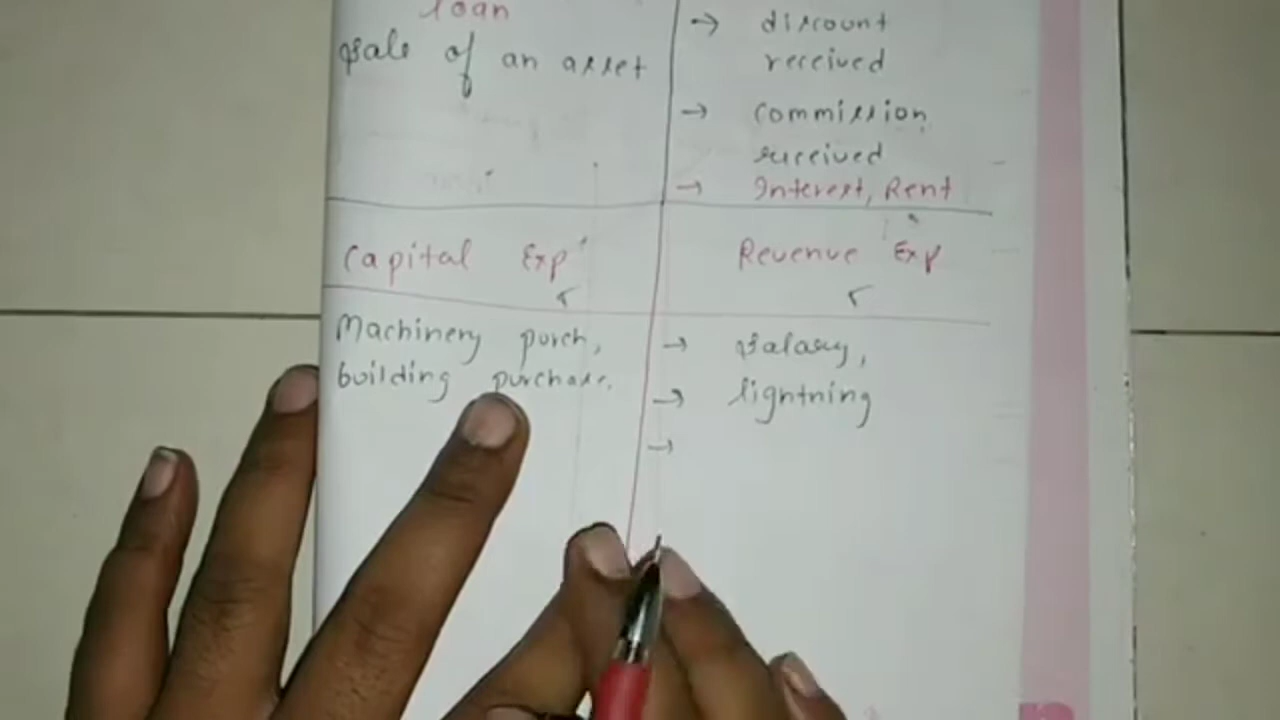 loan
sale of an asset
→ discount
received
→ commission
received
→ Interest, Rent
Capital Exp
Revenue Exp
Machinery purch,
building purchase.
→ salary,
→ lightning
→